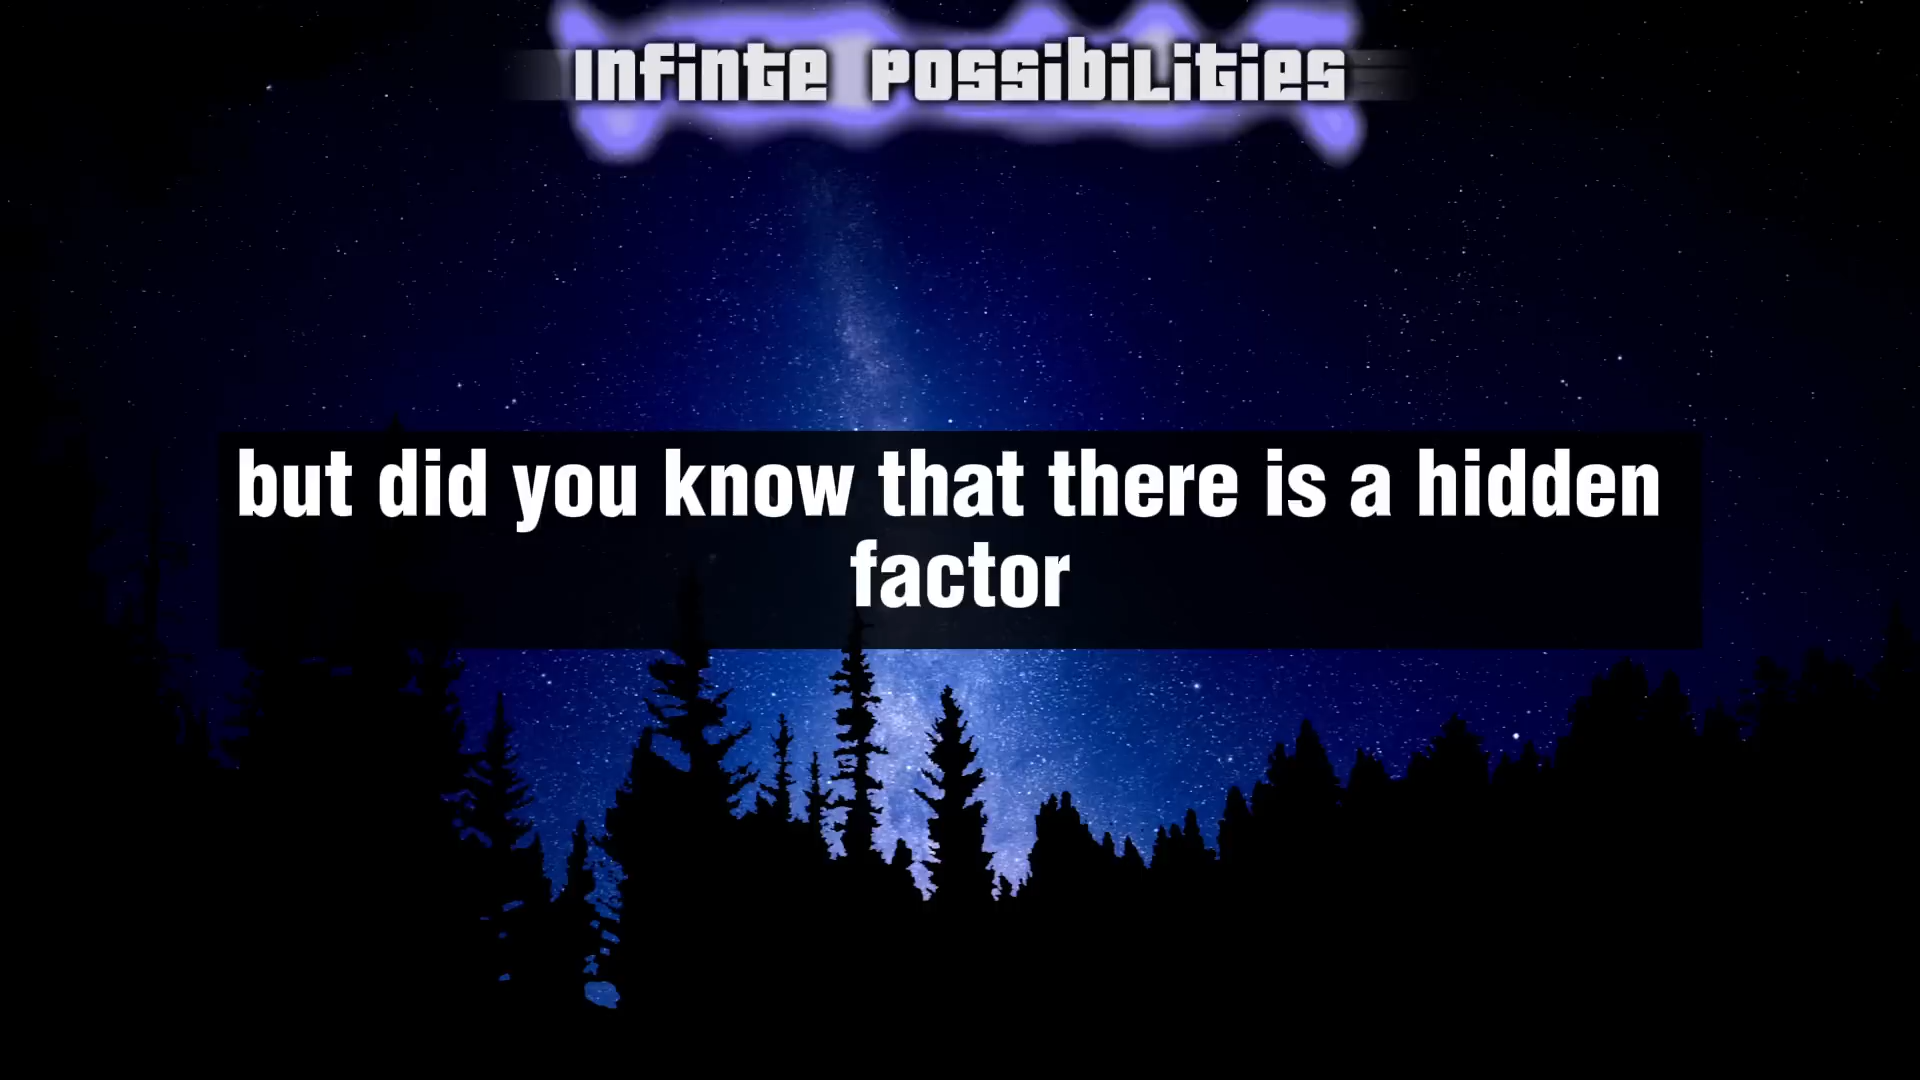 Infinte Possibilities
but did you know that there is a hidden
factor